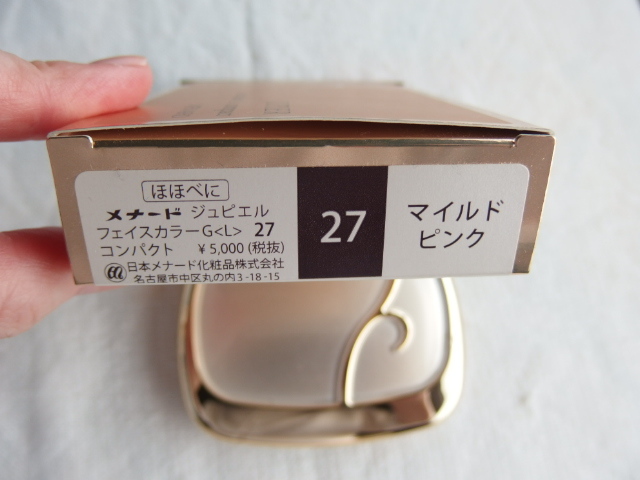 ほほべに
メナード ジュピエル
フェイスカラーG<L> 27
コンパクト ¥5,000(税抜)
日本メナード化粧品株式会社
名古屋市中区丸の内3-18-15
27
マイルド
ピンク